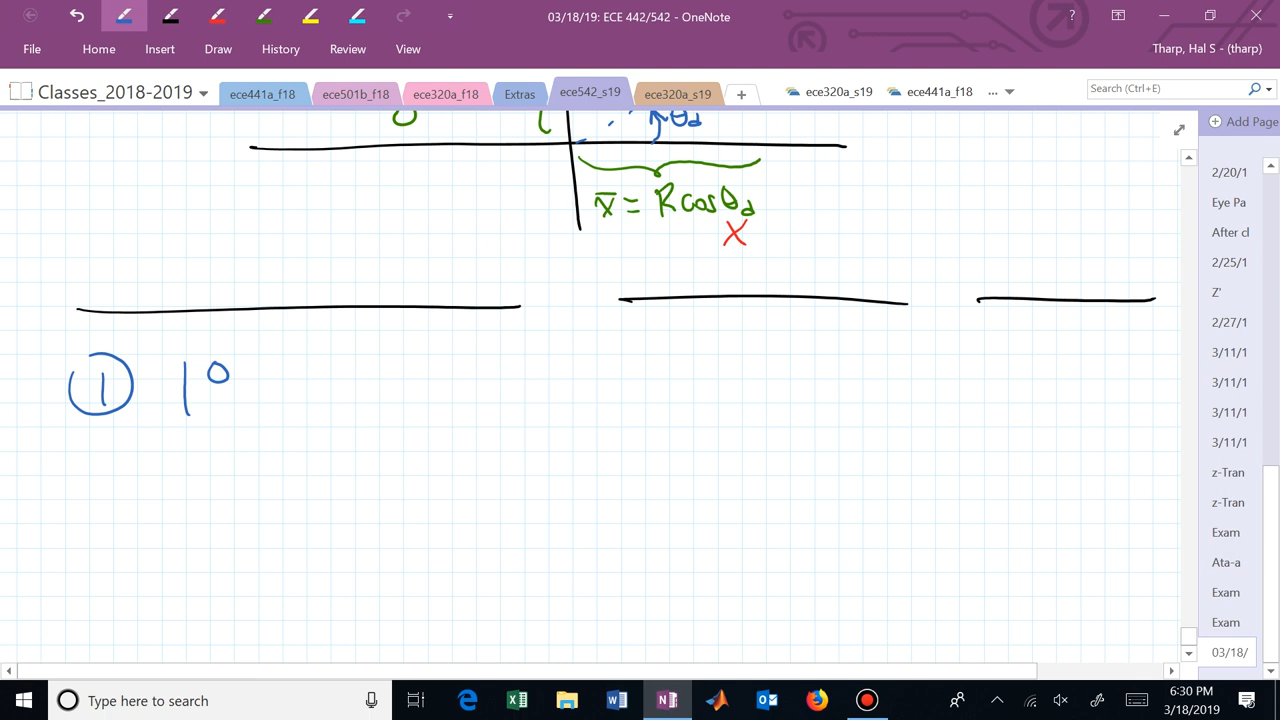 03/18/19: ECE 442/542 - OneNote
?
File Home Insert Draw History Review View
Tharp, Hal S - (tharp)
Classes_2018-2019
ece441a_f18
ece501b_f18
ece320a_f18
Extras
ece542_s19
ece320a_s19
+
ece320a_s19
ece441a_f18
...
Search (Ctrl+E)
Add Page
θd
x̄ = R cos θd
X
① 1°
2/20/1
Eye Pa
After cl
2/25/1
Z'
2/27/1
3/11/1
3/11/1
3/11/1
3/11/1
z-Tran
z-Tran
Exam
Ata-a
Exam
Exam
03/18/
Type here to search
6:30 PM
3/18/2019